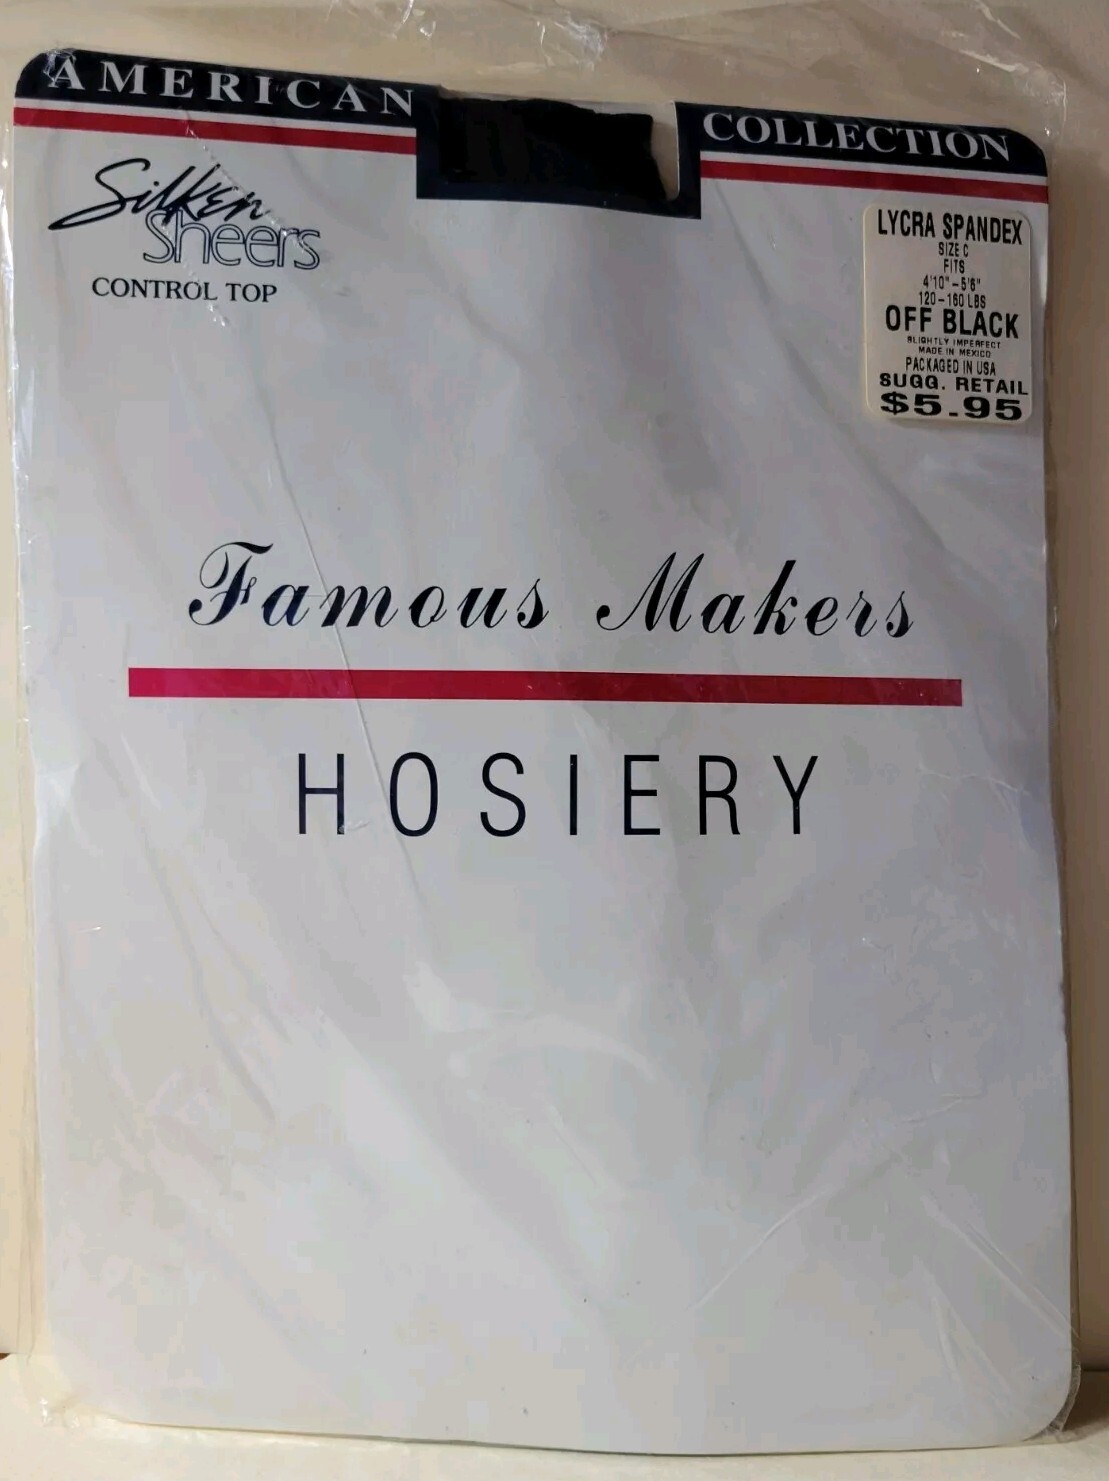 AMERICAN COLLECTION
Silken
Sheers
CONTROL TOP
LYCRA SPANDEX
SIZE C
FITS
4'10" - 5'6"
120-160 LBS
OFF BLACK
SLIGHTLY IMPERFECT
MADE IN MEXICO
PACKAGED IN USA
SUGG. RETAIL
$5.95
Famous Makers
HOSIERY